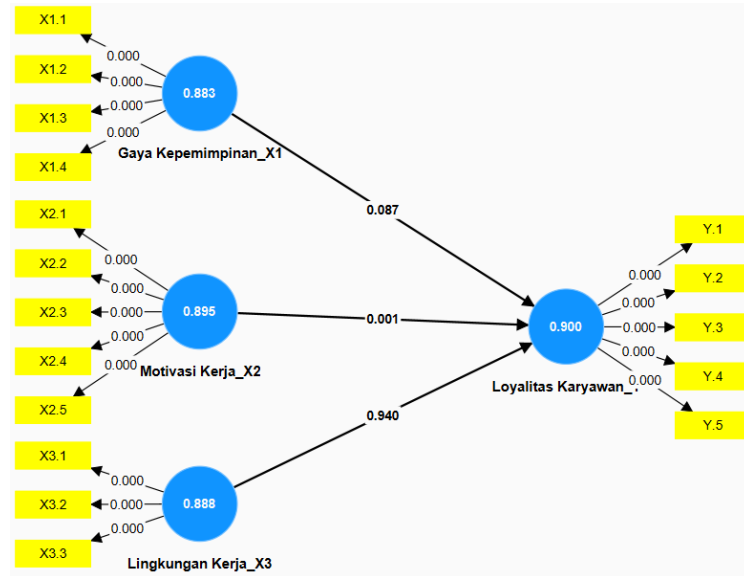 X1.1
0.000
X1.2
0.000
X1.3
0.000
X1.4
0.000
0.883
Gaya Kepemimpinan_X1
0.087
X2.1
0.000
X2.2
0.000
X2.3
0.000
X2.4
0.000
X2.5
0.000
0.895
Motivasi Kerja_X2
0.001
X3.1
0.000
X3.2
0.000
X3.3
0.000
0.888
Lingkungan Kerja_X3
0.940
0.900
Loyalitas Karyawan_
Y.1
0.000
Y.2
0.000
Y.3
0.000
Y.4
0.000
Y.5
0.000